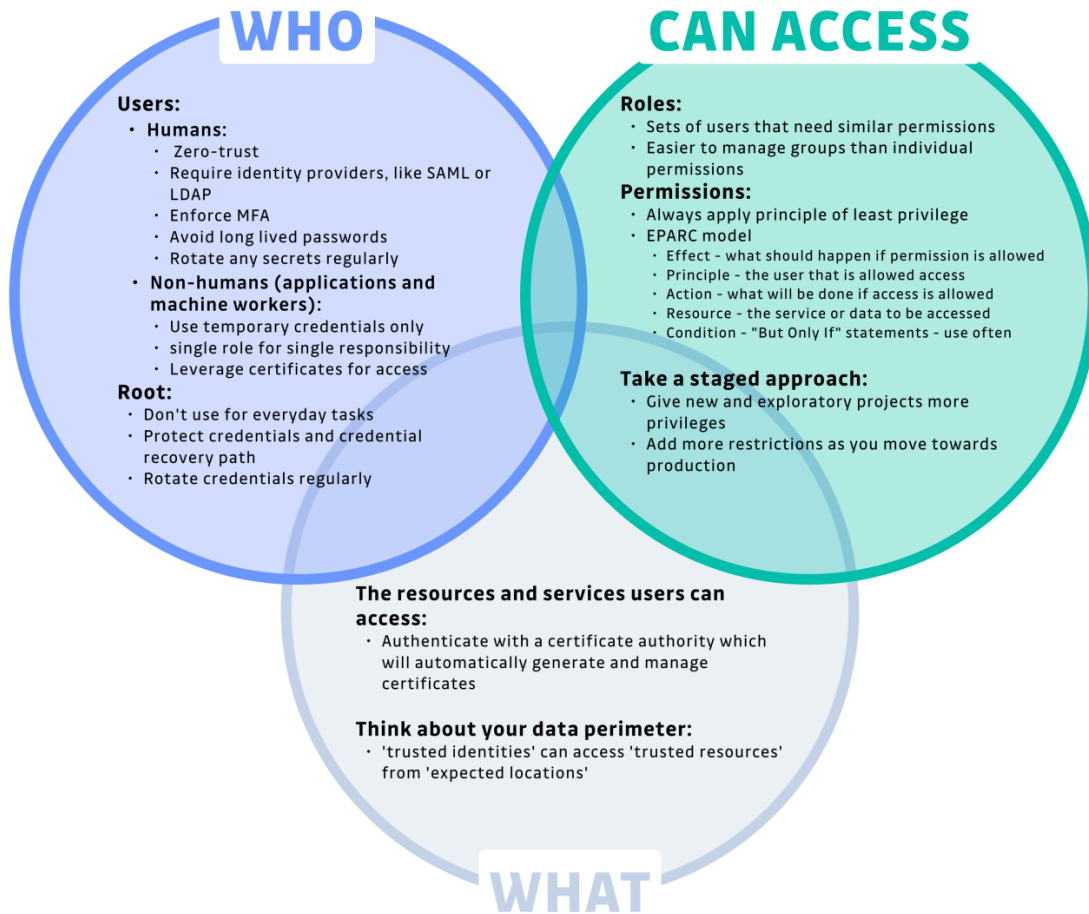 WHO
Users:
· Humans:
· Zero-trust
· Require identity providers, like SAML or
LDAP
· Enforce MFA
· Avoid long lived passwords
· Rotate any secrets regularly
· Non-humans (applications and
machine workers):
· Use temporary credentials only
· single role for single responsibility
· Leverage certificates for access
Root:
· Don't use for everyday tasks
· Protect credentials and credential
recovery path
· Rotate credentials regularly
CAN ACCESS
Roles:
· Sets of users that need similar permissions
· Easier to manage groups than individual
permissions
Permissions:
· Always apply principle of least privilege
· EPARC model
· Effect - what should happen if permission is allowed
· Principle - the user that is allowed access
· Action - what will be done if access is allowed
· Resource - the service or data to be accessed
· Condition - "But Only If" statements - use often
Take a staged approach:
· Give new and exploratory projects more
privileges
· Add more restrictions as you move towards
production
The resources and services users can
access:
· Authenticate with a certificate authority which
will automatically generate and manage
certificates
Think about your data perimeter:
· 'trusted identities' can access 'trusted resources'
from 'expected locations'
WHAT